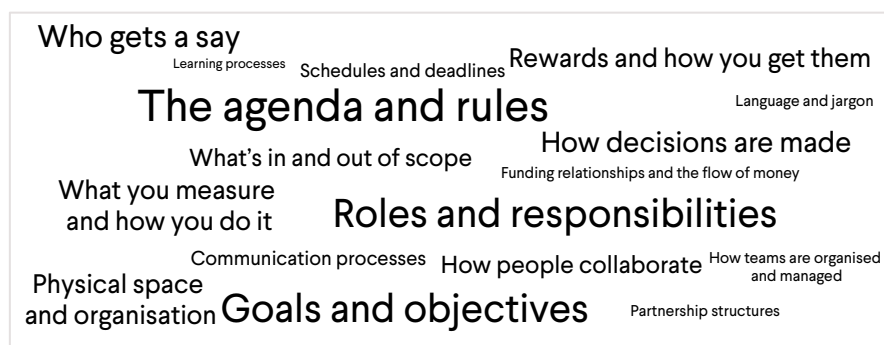 Who gets a say
Learning processes
Schedules and deadlines
Rewards and how you get them
The agenda and rules
Language and jargon
How decisions are made
What’s in and out of scope
Funding relationships and the flow of money
What you measure
and how you do it
Roles and responsibilities
Communication processes
How people collaborate
How teams are organised
and managed
Physical space
and organisation
Goals and objectives
Partnership structures